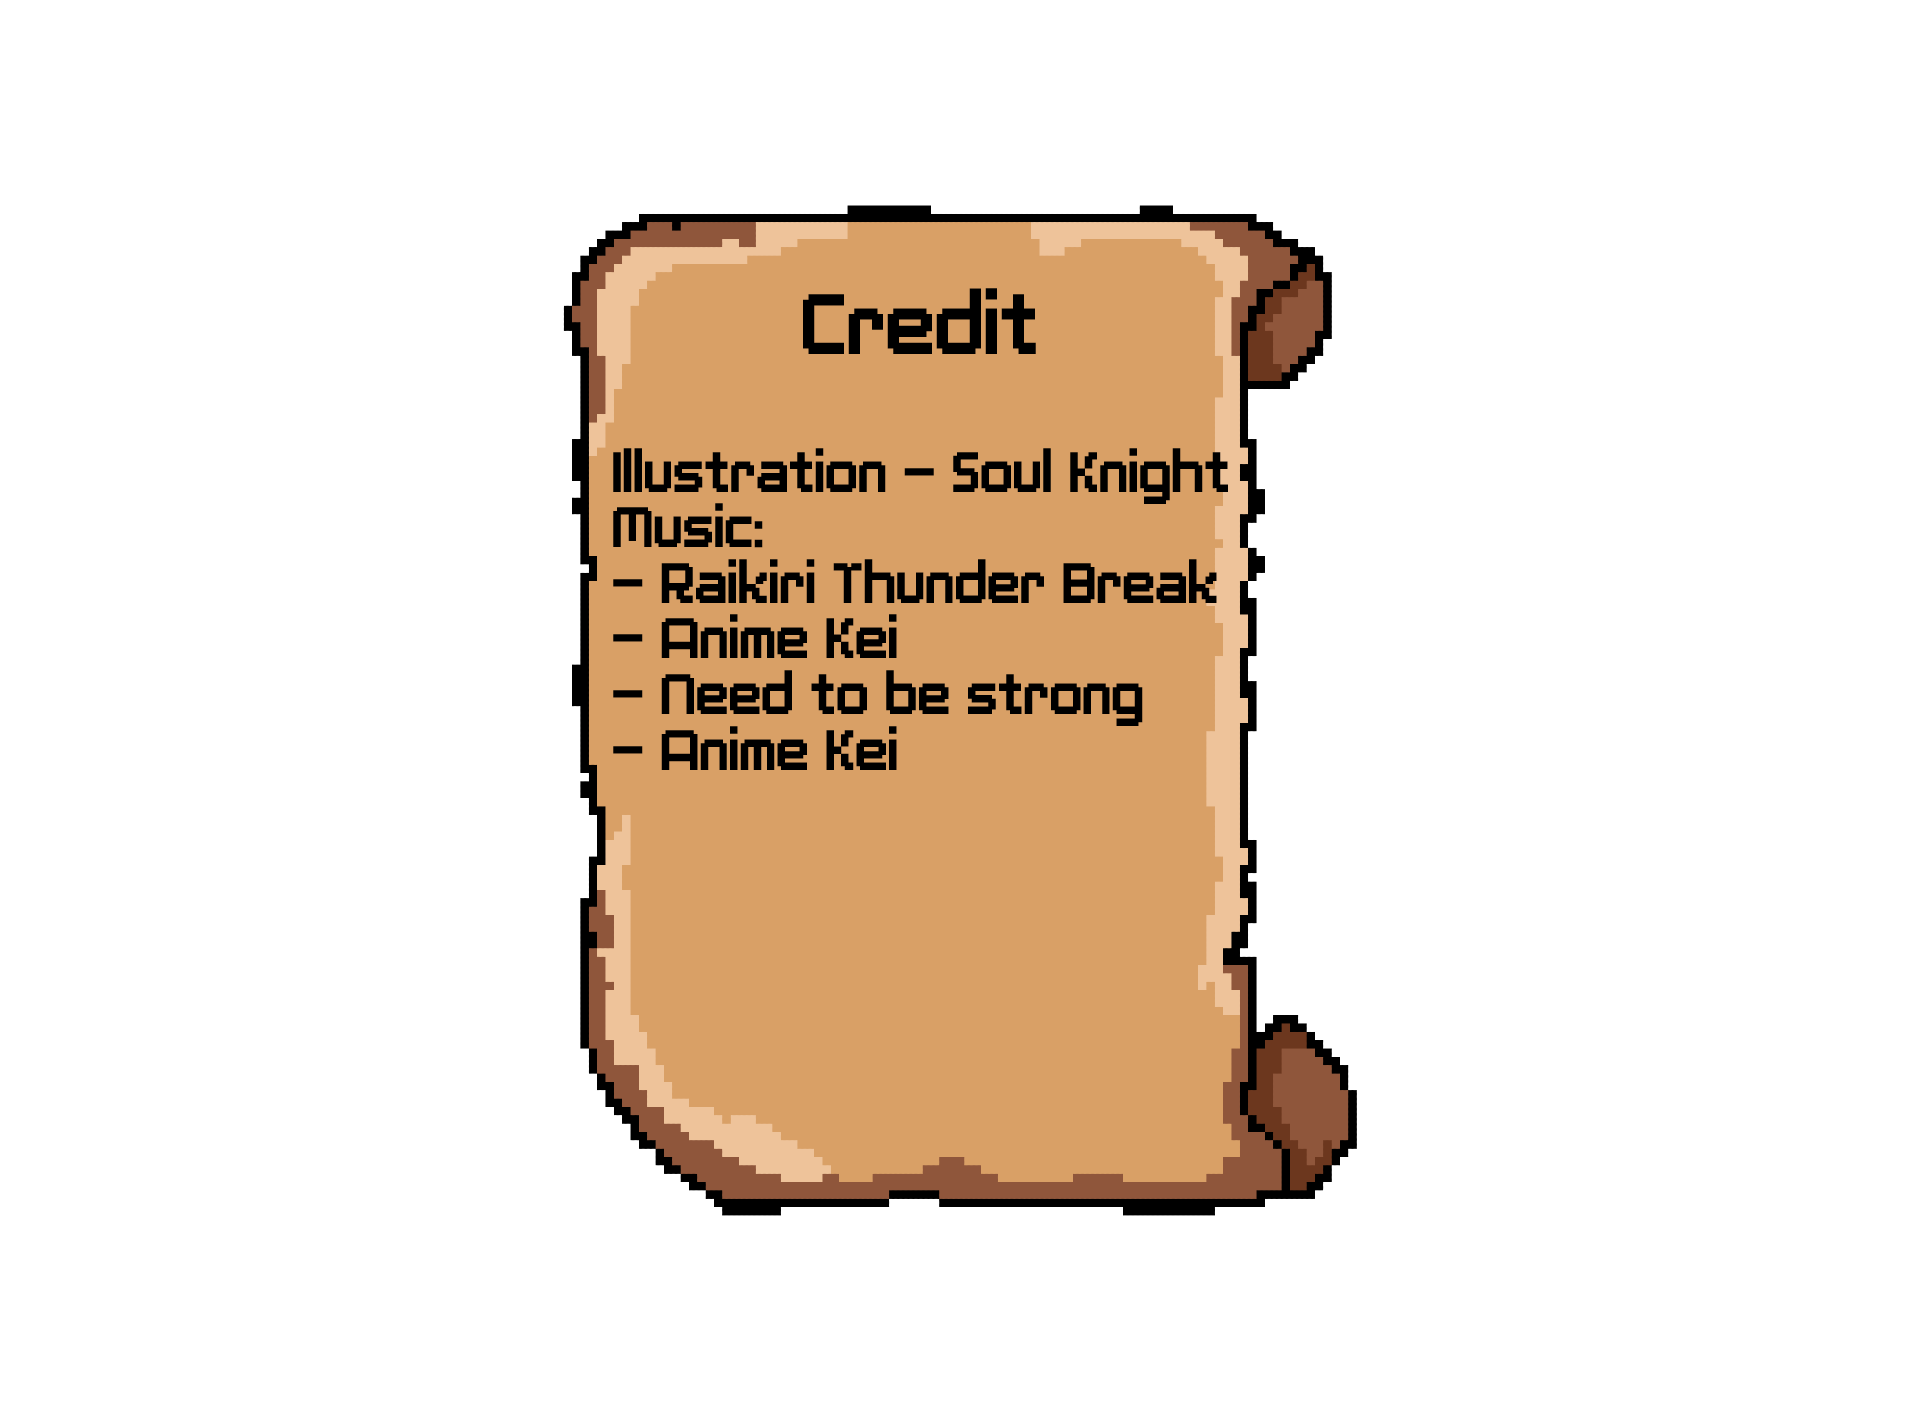 Credit
Illustration - Soul Knight
Music:
- Raikiri Thunder Break
- Anime Kei
- Need to be strong
- Anime Kei